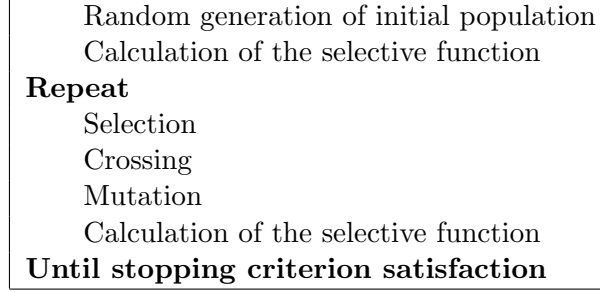 Random generation of initial population
Calculation of the selective function
Repeat
Selection
Crossing
Mutation
Calculation of the selective function
Until stopping criterion satisfaction